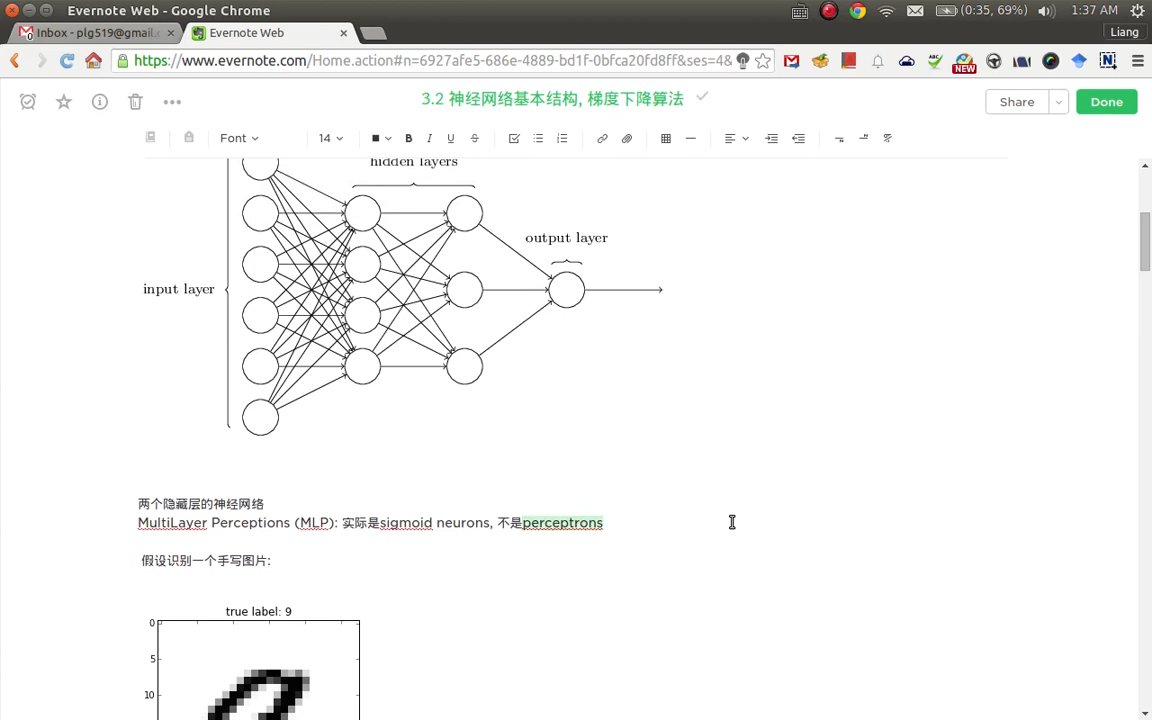 Evernote Web - Google Chrome
(0:35, 69%)
1:37 AM
Inbox - plg519@gmail.c
Evernote Web
Liang
https://www.evernote.com/Home.action#n=6927afe5-686e-4889-bd1f-0bfca20fd8ff&ses=4&
NEW
3.2 神经网络基本结构, 梯度下降算法
Share
Done
Font
14
B I U
hidden layers
output layer
input layer
两个隐藏层的神经网络
MultiLayer Perceptions (MLP): 实际是sigmoid neurons, 不是perceptrons
假设识别一个手写图片:
true label: 9
0
5
10